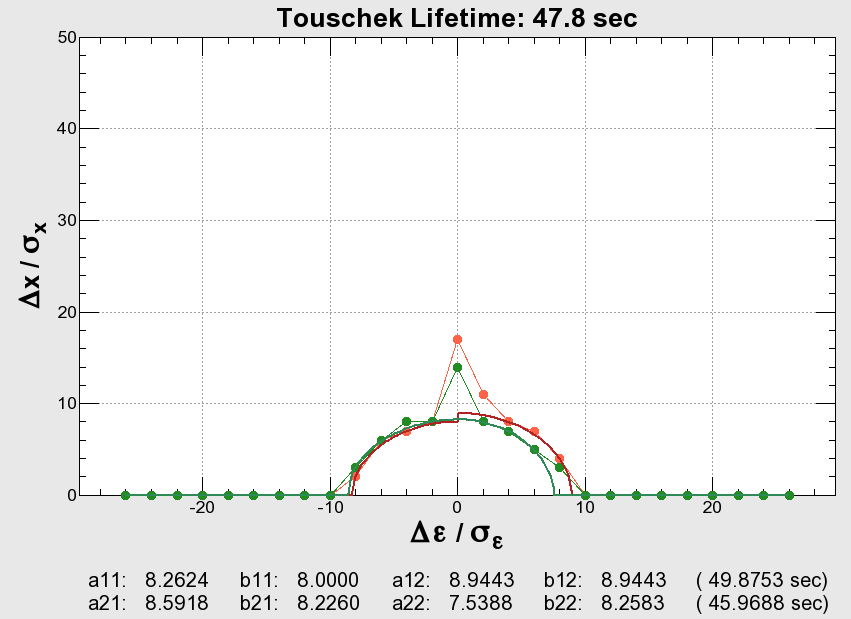 Touschek Lifetime: 47.8 sec
50
40
30
20
10
0
Δx / σx
-20 -10 0 10 20
Δε / σε
a11: 8.2624 b11: 8.0000 a12: 8.9443 b12: 8.9443 ( 49.8753 sec)
a21: 8.5918 b21: 8.2260 a22: 7.5388 b22: 8.2583 ( 45.9688 sec)